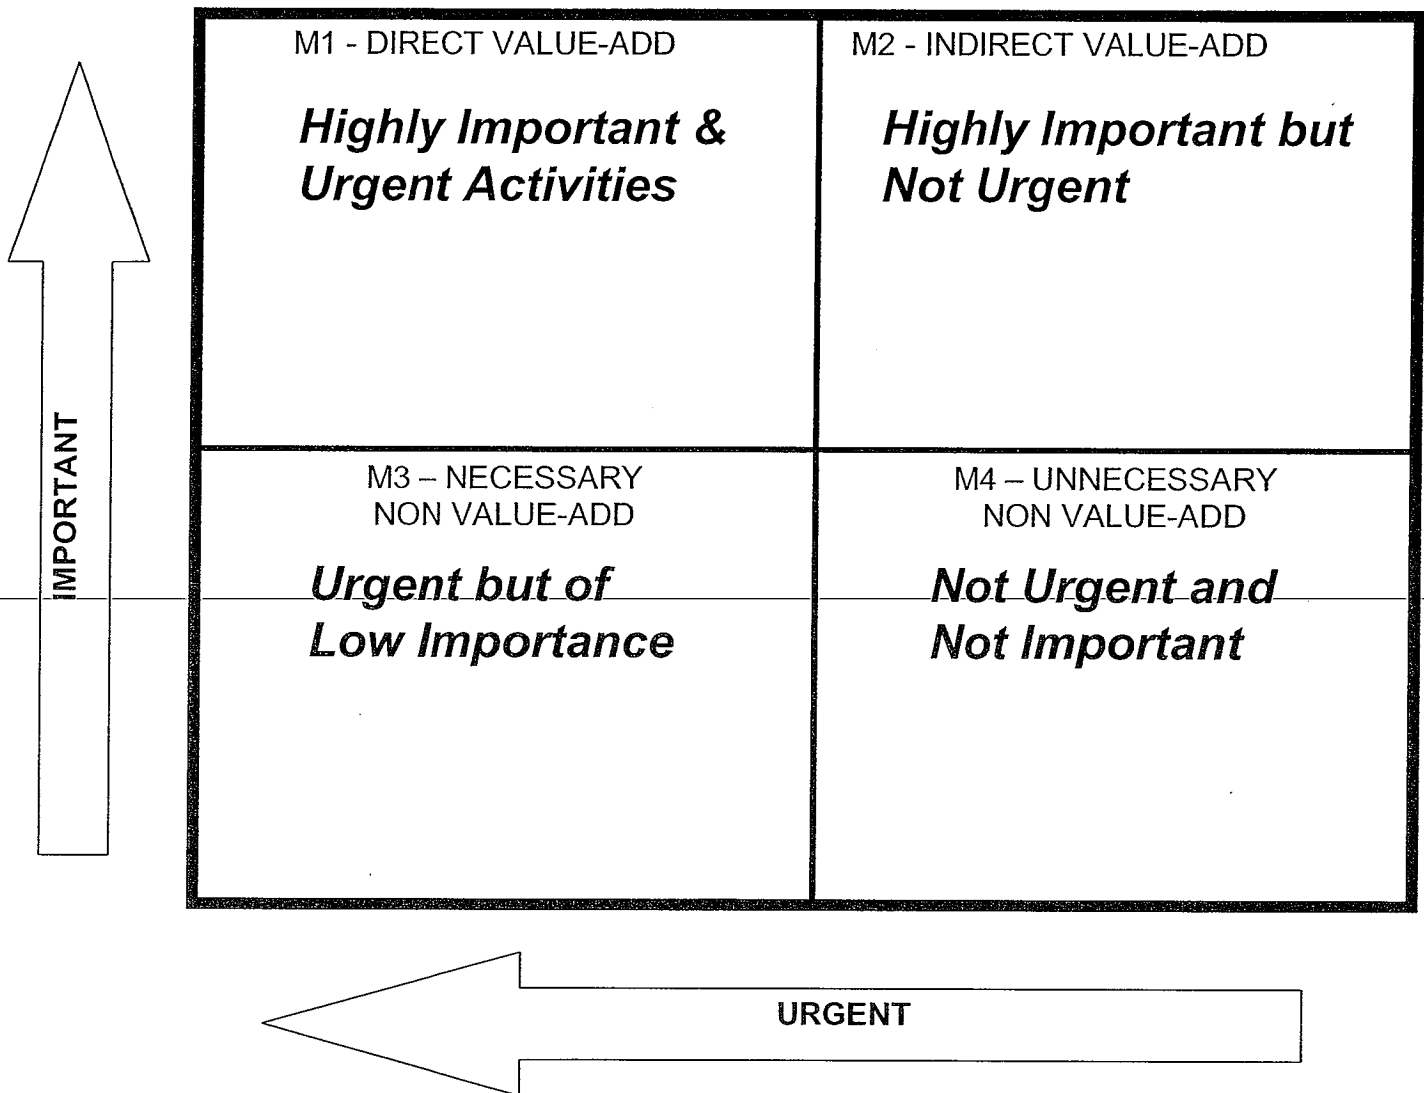 M1 - DIRECT VALUE-ADD
Highly Important &
Urgent Activities
M2 - INDIRECT VALUE-ADD
Highly Important but
Not Urgent
IMPORTANT
M3 – NECESSARY
NON VALUE-ADD
Urgent but of
Low Importance
M4 – UNNECESSARY
NON VALUE-ADD
Not Urgent and
Not Important
URGENT